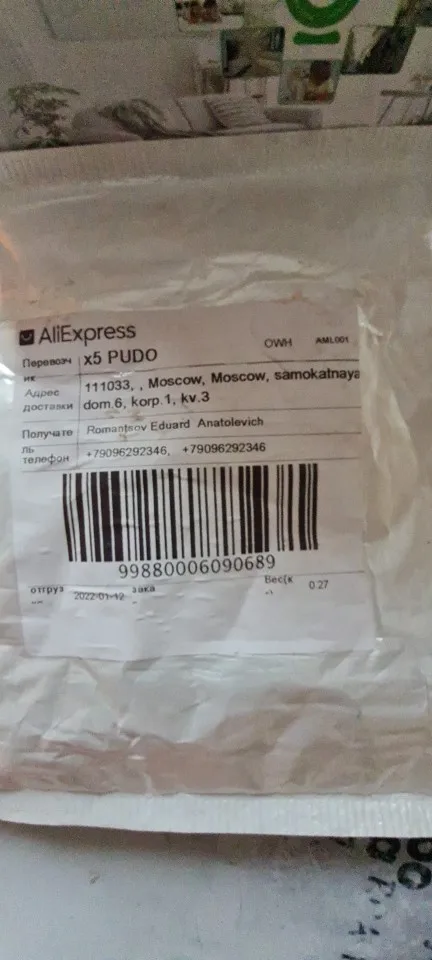 AliExpress
OWH AML001
Перевозч x5 PUDO
ик
Адрес 111033, , Moscow, Moscow, samokatnaya
доставки dom.6, korp.1, kv.3
Получате Romantsov Eduard Anatolevich
ль
телефон +79096292346, +79096292346
99880006090689
отгруз 2022-01-12 зака Вес(к 0.27